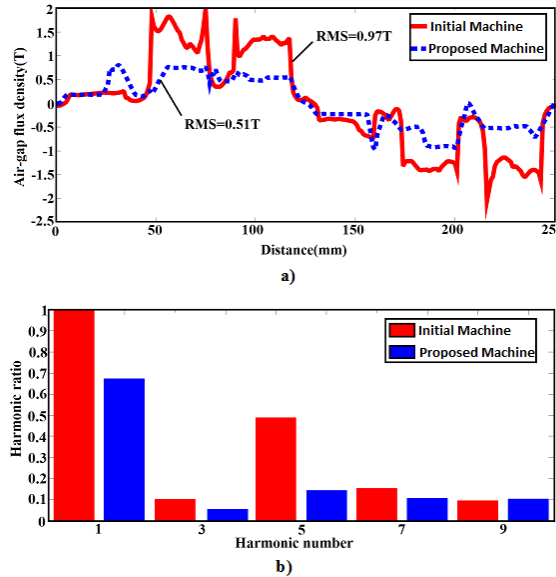 2
1.5
1
0.5
0
-0.5
-1
-1.5
-2
-2.5
Air-gap flux density(T)
Initial Machine
Proposed Machine
RMS=0.97T
RMS=0.51T
0
50
100
150
200
25
Distance(mm)
a)
1
0.9
0.8
0.7
0.6
0.5
0.4
0.3
0.2
0.1
0
Harmonic ratio
Initial Machine
Proposed Machine
1
3
5
7
9
Harmonic number
b)